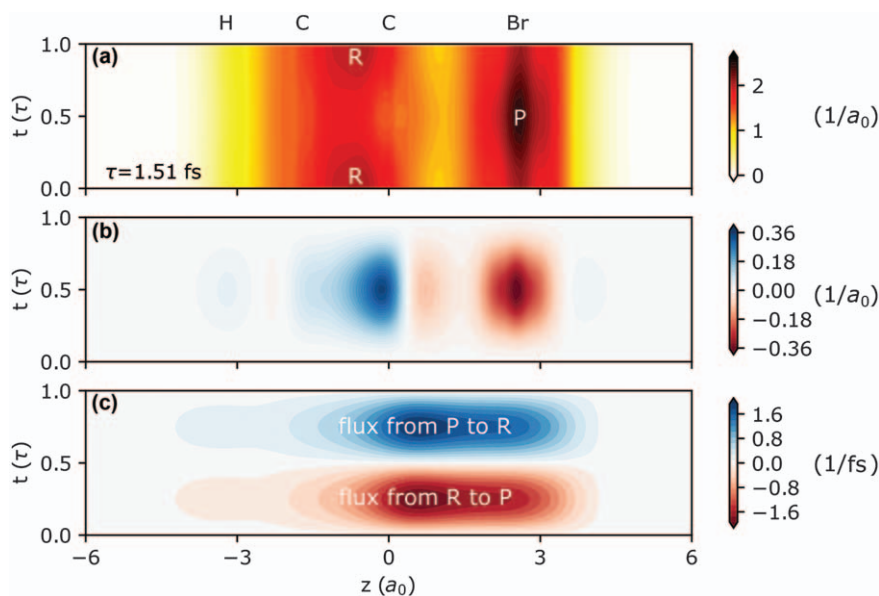 H C C Br
(a)
1.0
0.5
0.0
t (τ)
R
P
R
τ=1.51 fs
2
1
0
(1/a0)
(b)
1.0
0.5
0.0
t (τ)
0.36
0.18
0.00
−0.18
−0.36
(1/a0)
(c)
1.0
0.5
0.0
t (τ)
flux from P to R
flux from R to P
1.6
0.8
0.0
−0.8
−1.6
(1/fs)
−6 −3 0 3 6
z (a0)